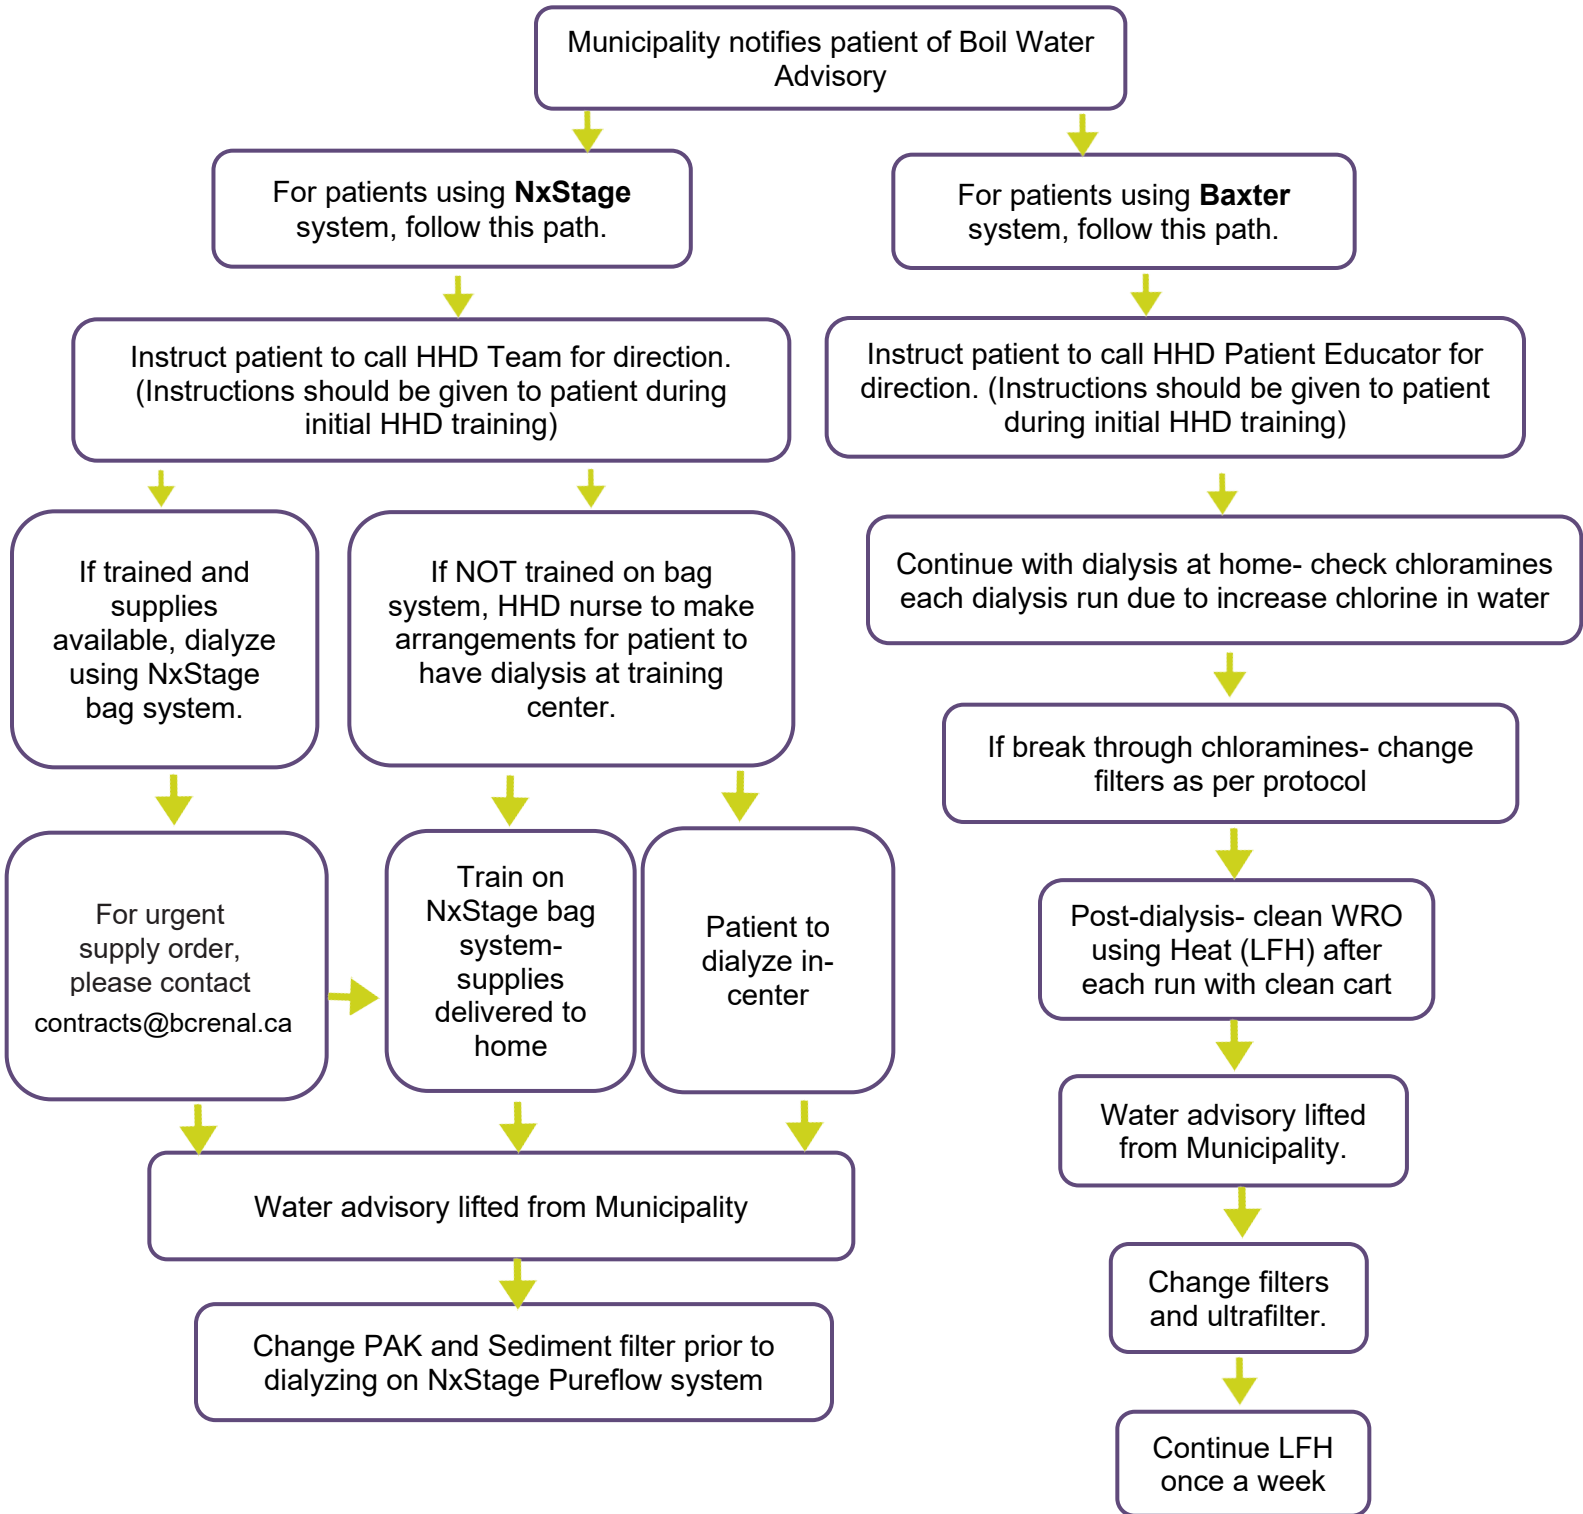 Municipality notifies patient of Boil Water
Advisory
For patients using NxStage
system, follow this path.
For patients using Baxter
system, follow this path.
Instruct patient to call HHD Team for direction.
(Instructions should be given to patient during
initial HHD training)
Instruct patient to call HHD Patient Educator for
direction. (Instructions should be given to patient
during initial HHD training)
If trained and
supplies
available, dialyze
using NxStage
bag system.
If NOT trained on bag
system, HHD nurse to make
arrangements for patient to
have dialysis at training
center.
Continue with dialysis at home- check chloramines
each dialysis run due to increase chlorine in water
If break through chloramines- change
filters as per protocol
For urgent
supply order,
please contact
contracts@bcrenal.ca
Train on
NxStage bag
system-
supplies
delivered to
home
Patient to
dialyze in-
center
Post-dialysis- clean WRO
using Heat (LFH) after
each run with clean cart
Water advisory lifted
from Municipality.
Water advisory lifted from Municipality
Change filters
and ultrafilter.
Change PAK and Sediment filter prior to
dialyzing on NxStage Pureflow system
Continue LFH
once a week